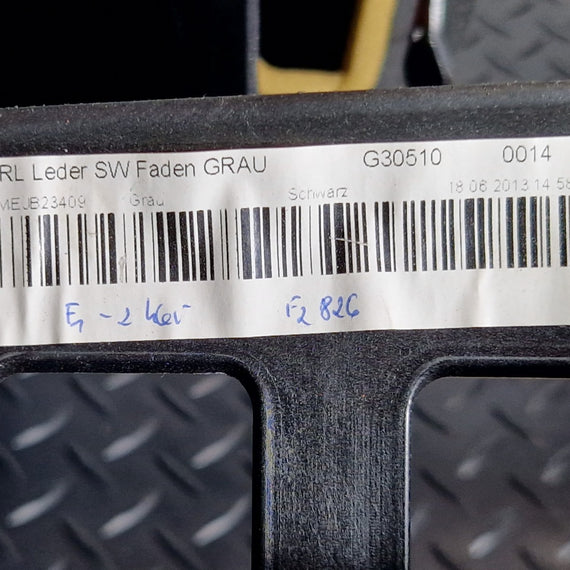 RL Leder SW Faden GRAU G30510 0014
MEJB23409 Grau Schwarz 18 06 2013 14 58
F2 826